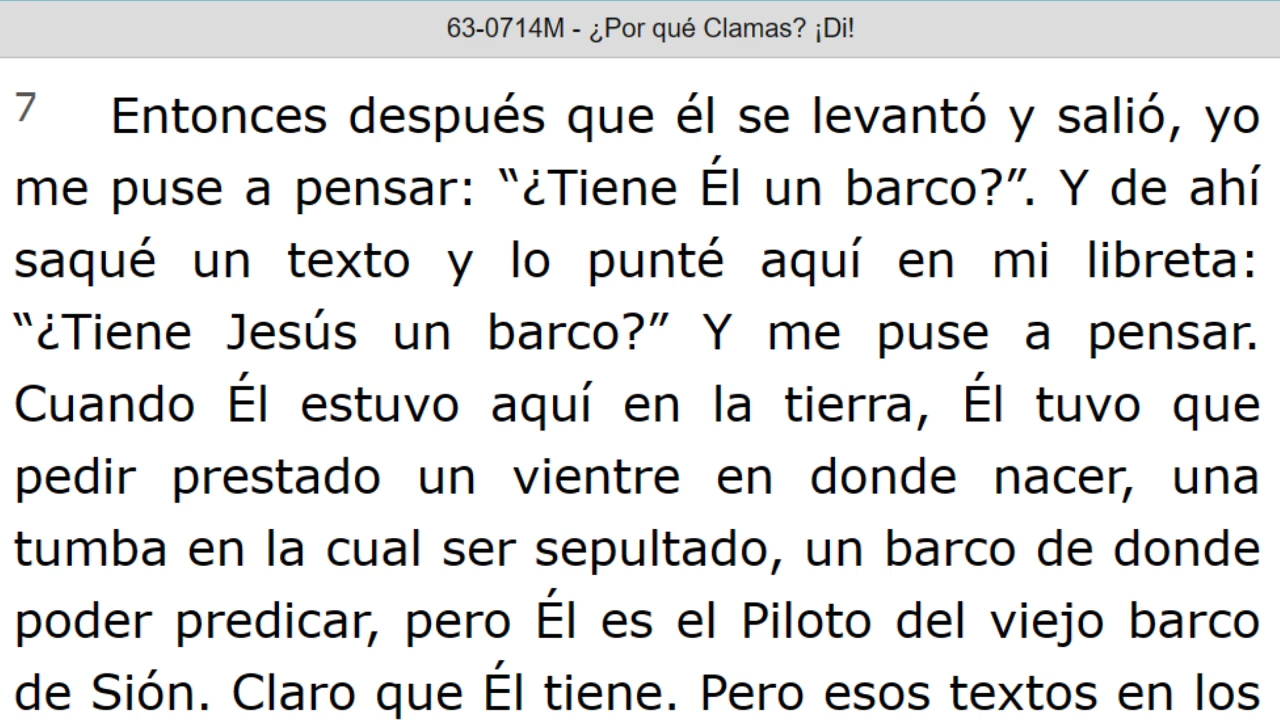 63-0714M - ¿Por qué Clamas? ¡Di!
7 Entonces después que él se levantó y salió, yo
me puse a pensar: “¿Tiene Él un barco?”. Y de ahí
saqué un texto y lo punté aquí en mi libreta:
“¿Tiene Jesús un barco?” Y me puse a pensar.
Cuando Él estuvo aquí en la tierra, Él tuvo que
pedir prestado un vientre en donde nacer, una
tumba en la cual ser sepultado, un barco de donde
poder predicar, pero Él es el Piloto del viejo barco
de Sión. Claro que Él tiene. Pero esos textos en los